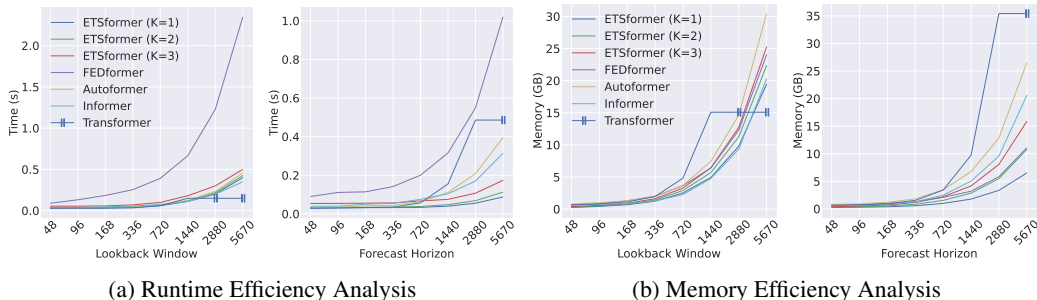 ETSformer (K=1)
ETSformer (K=2)
ETSformer (K=3)
FEDformer
Autoformer
Informer
Transformer
Time (s)
2.0
1.5
1.0
0.5
0.0
48 96 168 336 720 1440 2880 5670
Lookback Window
Time (s)
1.0
0.8
0.6
0.4
0.2
0.0
48 96 168 336 720 1440 2880 5670
Forecast Horizon
(a) Runtime Efficiency Analysis
ETSformer (K=1)
ETSformer (K=2)
ETSformer (K=3)
FEDformer
Autoformer
Informer
Transformer
Memory (GB)
30
25
20
15
10
5
0
48 96 168 336 720 1440 2880 5670
Lookback Window
Memory (GB)
35
30
25
20
15
10
5
0
48 96 168 336 720 1440 2880 5670
Forecast Horizon
(b) Memory Efficiency Analysis